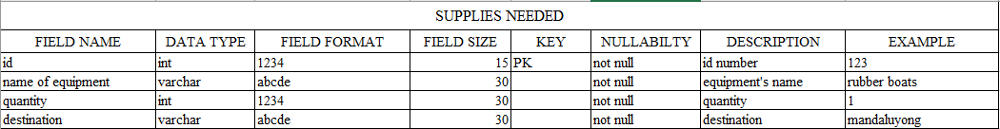 SUPPLIES NEEDED
FIELD NAME DATA TYPE FIELD FORMAT FIELD SIZE KEY NULLABILTY DESCRIPTION EXAMPLE
id int 1234 15 PK not null id number 123
name of equipment varchar abcde 30 not null equipment's name rubber boats
quantity int 1234 30 not null quantity 1
destination varchar abcde 30 not null destination mandaluyong